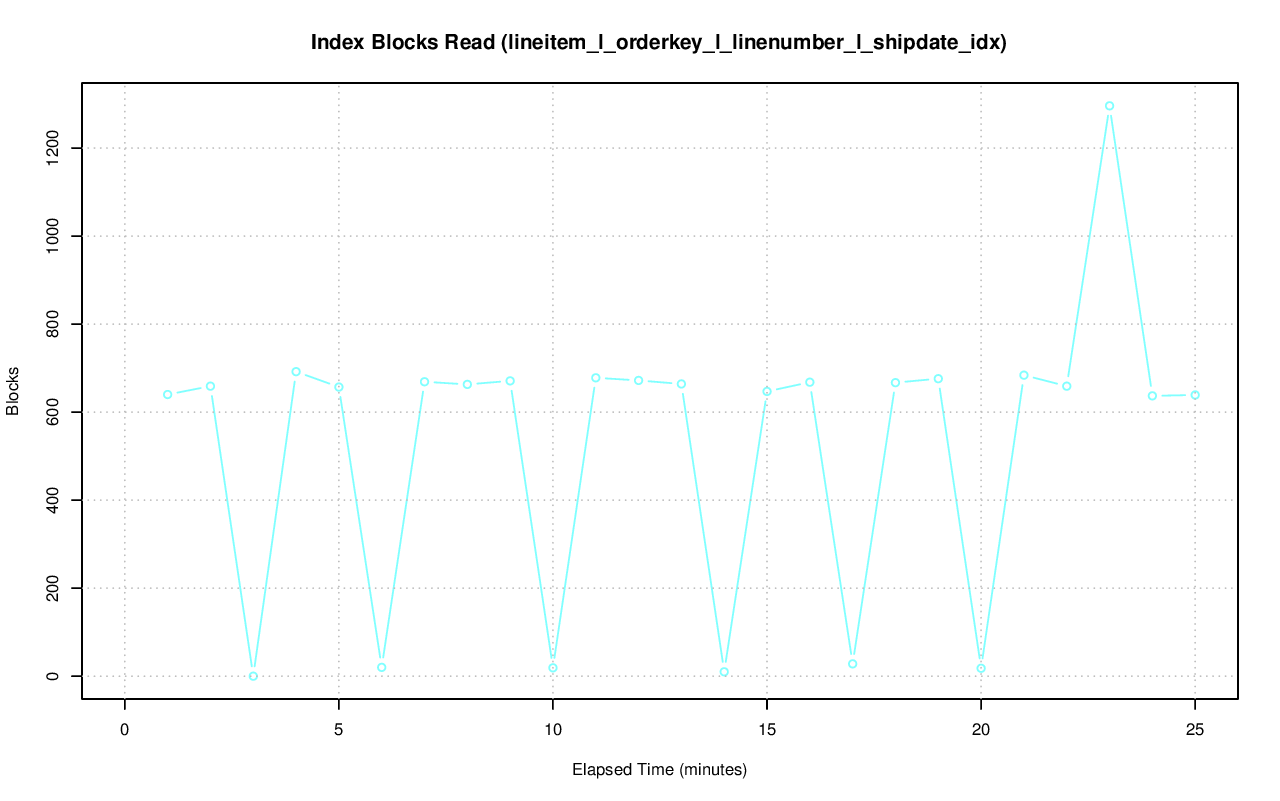 Index Blocks Read (lineitem_l_orderkey_l_linenumber_l_shipdate_idx)
1200
1000
800
600
400
200
0
Blocks
0 5 10 15 20 25
Elapsed Time (minutes)